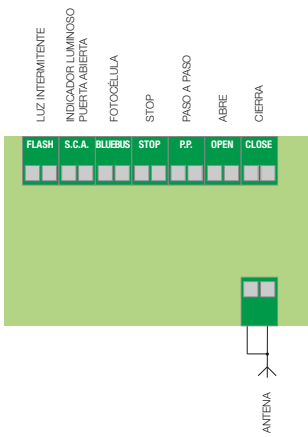 LUZ INTERMITENTE
INDICADOR LUMINOSO
PUERTA ABIERTA
FOTOCÉLULA
STOP
PASO A PASO
ABRE
CIERRA
FLASH
S.C.A.
BLUEBUS
STOP
P.P.
OPEN
CLOSE
ANTENA